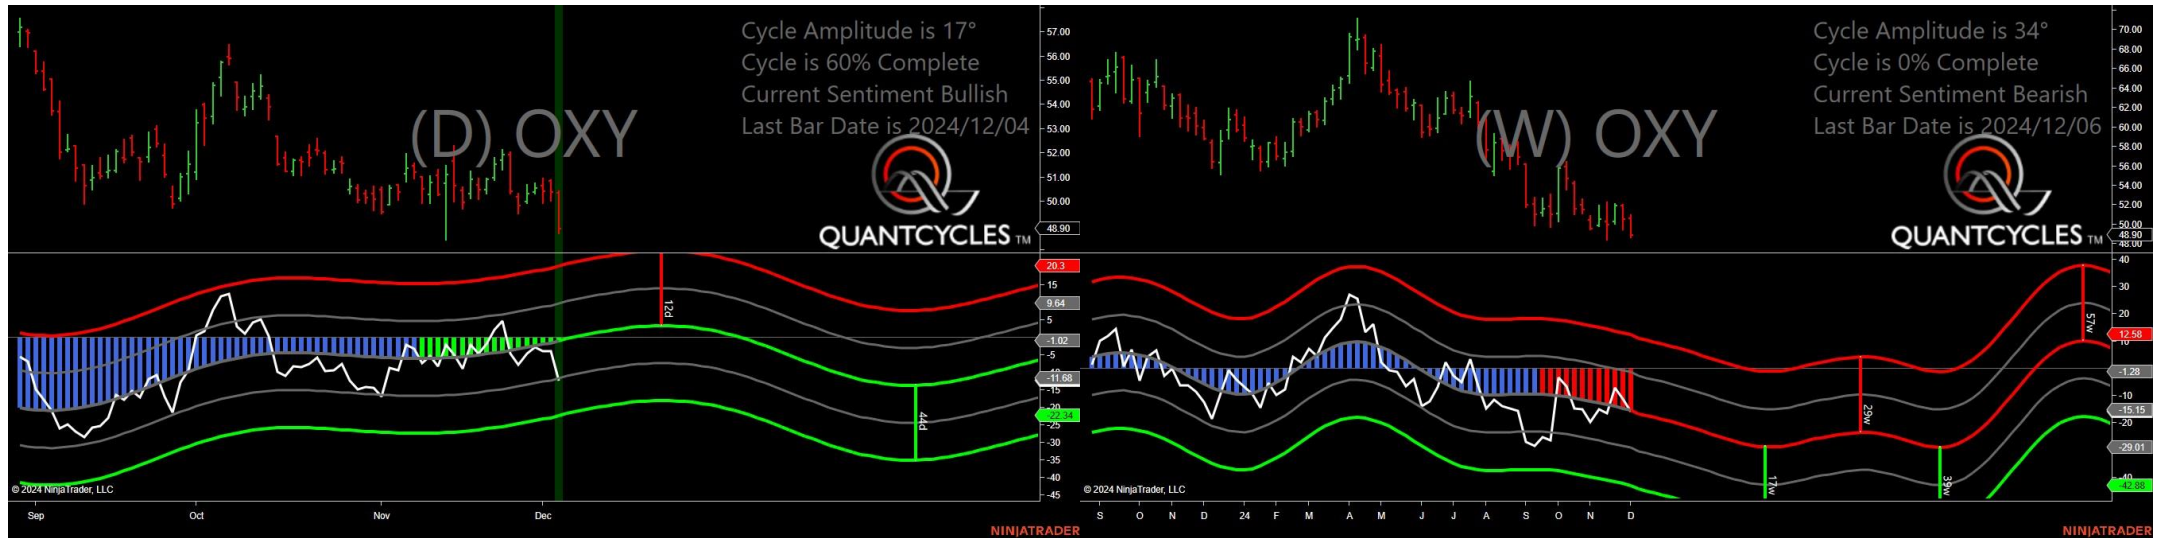 Cycle Amplitude is 17°
Cycle is 60% Complete
Current Sentiment Bullish
Last Bar Date is 2024/12/04
(D) OXY
QUANTCYCLES TM
57.00
56.00
55.00
54.00
53.00
52.00
51.00
50.00
48.90
20.3
15
9.64
5
-1.02
-5
-11.68
-15
-20
-22.34
-25
-30
-35
-40
-45
12d
44d
© 2024 NinjaTrader, LLC
Sep Oct Nov Dec
NINJATRADER
Cycle Amplitude is 34°
Cycle is 0% Complete
Current Sentiment Bearish
Last Bar Date is 2024/12/06
(W) OXY
QUANTCYCLES TM
70.00
68.00
66.00
64.00
62.00
60.00
58.00
56.00
54.00
52.00
50.00
48.90
48.00
40
30
20
12.58
10
-1.28
-10
-15.15
-20
-29.01
-40
-42.88
57w
29w
17w
39w
© 2024 NinjaTrader, LLC
S O N D 24 F M A M J J A S O N D
NINJATRADER